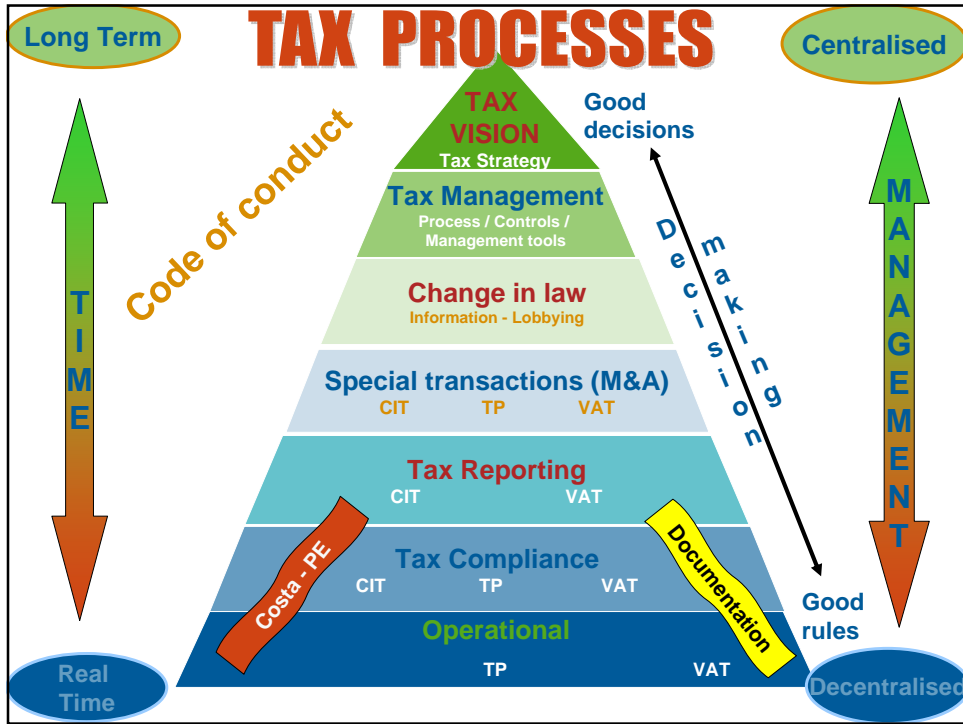 TAX PROCESSES
Long Term
Centralised
TIME
Code of conduct
TAX
VISION
Tax Strategy
Tax Management
Process / Controls /
Management tools
Change in law
Information - Lobbying
Special transactions (M&A)
CIT TP VAT
Tax Reporting
CIT VAT
Tax Compliance
CIT TP VAT
Operational
TP VAT
Costa - PE
Documentation
Good
decisions
Decision
making
Good
rules
MANAGEMENT
Real
Time
Decentralised